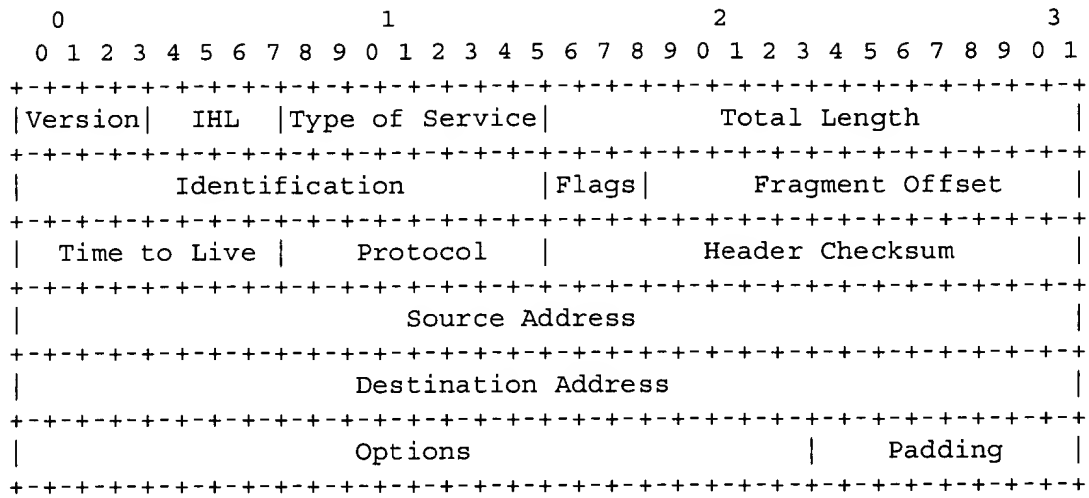 0                   1                   2                   3
 0 1 2 3 4 5 6 7 8 9 0 1 2 3 4 5 6 7 8 9 0 1 2 3 4 5 6 7 8 9 0 1
+-+-+-+-+-+-+-+-+-+-+-+-+-+-+-+-+-+-+-+-+-+-+-+-+-+-+-+-+-+-+-+-+
|Version|  IHL  |Type of Service|          Total Length         |
+-+-+-+-+-+-+-+-+-+-+-+-+-+-+-+-+-+-+-+-+-+-+-+-+-+-+-+-+-+-+-+-+
|         Identification        |Flags|      Fragment Offset    |
+-+-+-+-+-+-+-+-+-+-+-+-+-+-+-+-+-+-+-+-+-+-+-+-+-+-+-+-+-+-+-+-+
|  Time to Live |    Protocol   |         Header Checksum       |
+-+-+-+-+-+-+-+-+-+-+-+-+-+-+-+-+-+-+-+-+-+-+-+-+-+-+-+-+-+-+-+-+
|                       Source Address                          |
+-+-+-+-+-+-+-+-+-+-+-+-+-+-+-+-+-+-+-+-+-+-+-+-+-+-+-+-+-+-+-+-+
|                    Destination Address                        |
+-+-+-+-+-+-+-+-+-+-+-+-+-+-+-+-+-+-+-+-+-+-+-+-+-+-+-+-+-+-+-+-+
|                    Options                    |    Padding    |
+-+-+-+-+-+-+-+-+-+-+-+-+-+-+-+-+-+-+-+-+-+-+-+-+-+-+-+-+-+-+-+-+